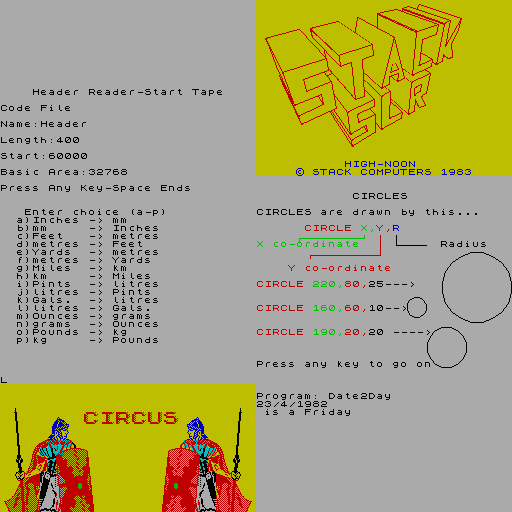 Header Reader-Start Tape
Code File
Name:Header
Length:400
Start:60000
Basic Area:32768
Press Any Key-Space Ends
STACK
SLR
HIGH-NOON
© STACK COMPUTERS 1983
Enter choice (a-p)
a)Inches -> mm
b)mm -> Inches
c)Feet -> metres
d)metres -> Feet
e)Yards -> metres
f)metres -> Yards
g)Miles -> km
h)km -> Miles
i)Pints -> litres
j)litres -> Pints
k)Gals. -> litres
l)litres -> Gals.
m)Ounces -> grams
n)grams -> Ounces
o)Pounds -> kg
p)kg -> Pounds
L
CIRCLES
CIRCLES are drawn by this...
CIRCLE X,Y,R
X co-ordinate
Radius
Y co-ordinate
CIRCLE 220,80,25--->
CIRCLE 160,60,10--->
CIRCLE 190,20,20 ---->
Press any key to go on
CIRCUS
Program: Date2Day
23/4/1982
is a Friday